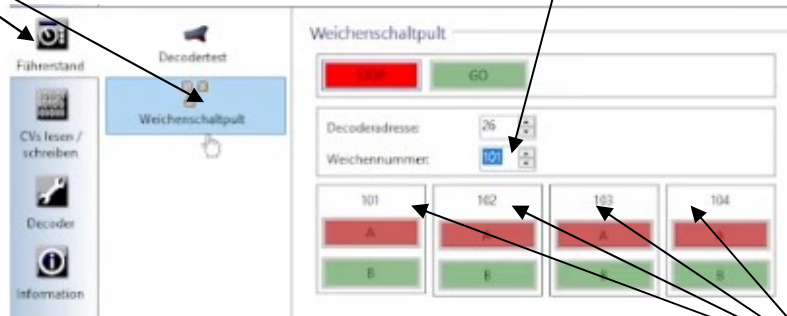 Führerstand
CVs lesen /
schreiben
Decoder
Information
Decodertest
Weichenschaltpult
Weichenschaltpult
STOP
GO
Decoderadresse: 26
Weichennummer: 101
101 102 103 104
A A A A
B B B B